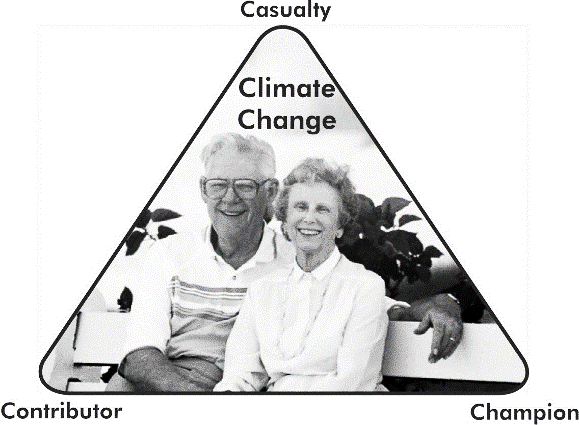 Casualty
Climate
Change
Contributor
Champion